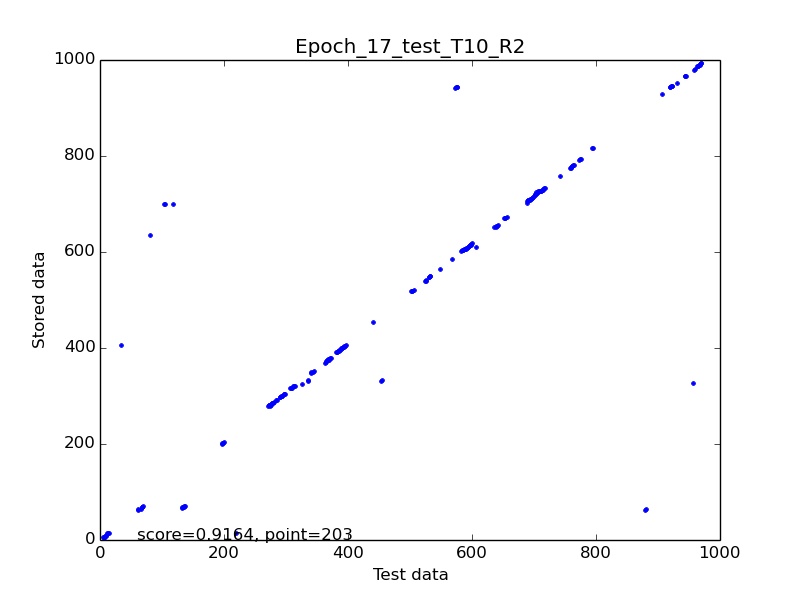 Epoch_17_test_T10_R2
1000
800
600
400
200
0
Stored data
score=0.9164, point=203
0 200 400 600 800 1000
Test data